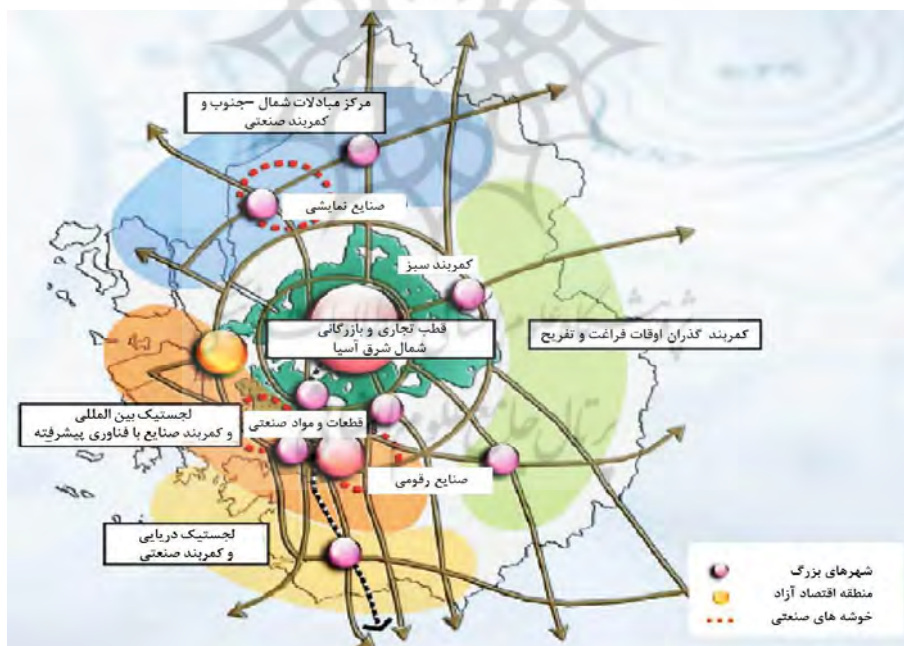 مرکز مبادلات شمال -جنوب و
کمربند صنعتی
صنایع نمایشی
کمربند سبز
قطب تجاری و بازرگانی
شمال شرق آسیا
کمربند گذران اوقات فراغت و تفریح
لجستیک بین المللی
و کمربند صنایع با فناوری پیشرفته
قطعات و مواد صنعتی
صنایع رقومی
لجستیک دریایی
و کمربند صنعتی
شهرهای بزرگ
منطقه اقتصاد آزاد
خوشه های صنعتی